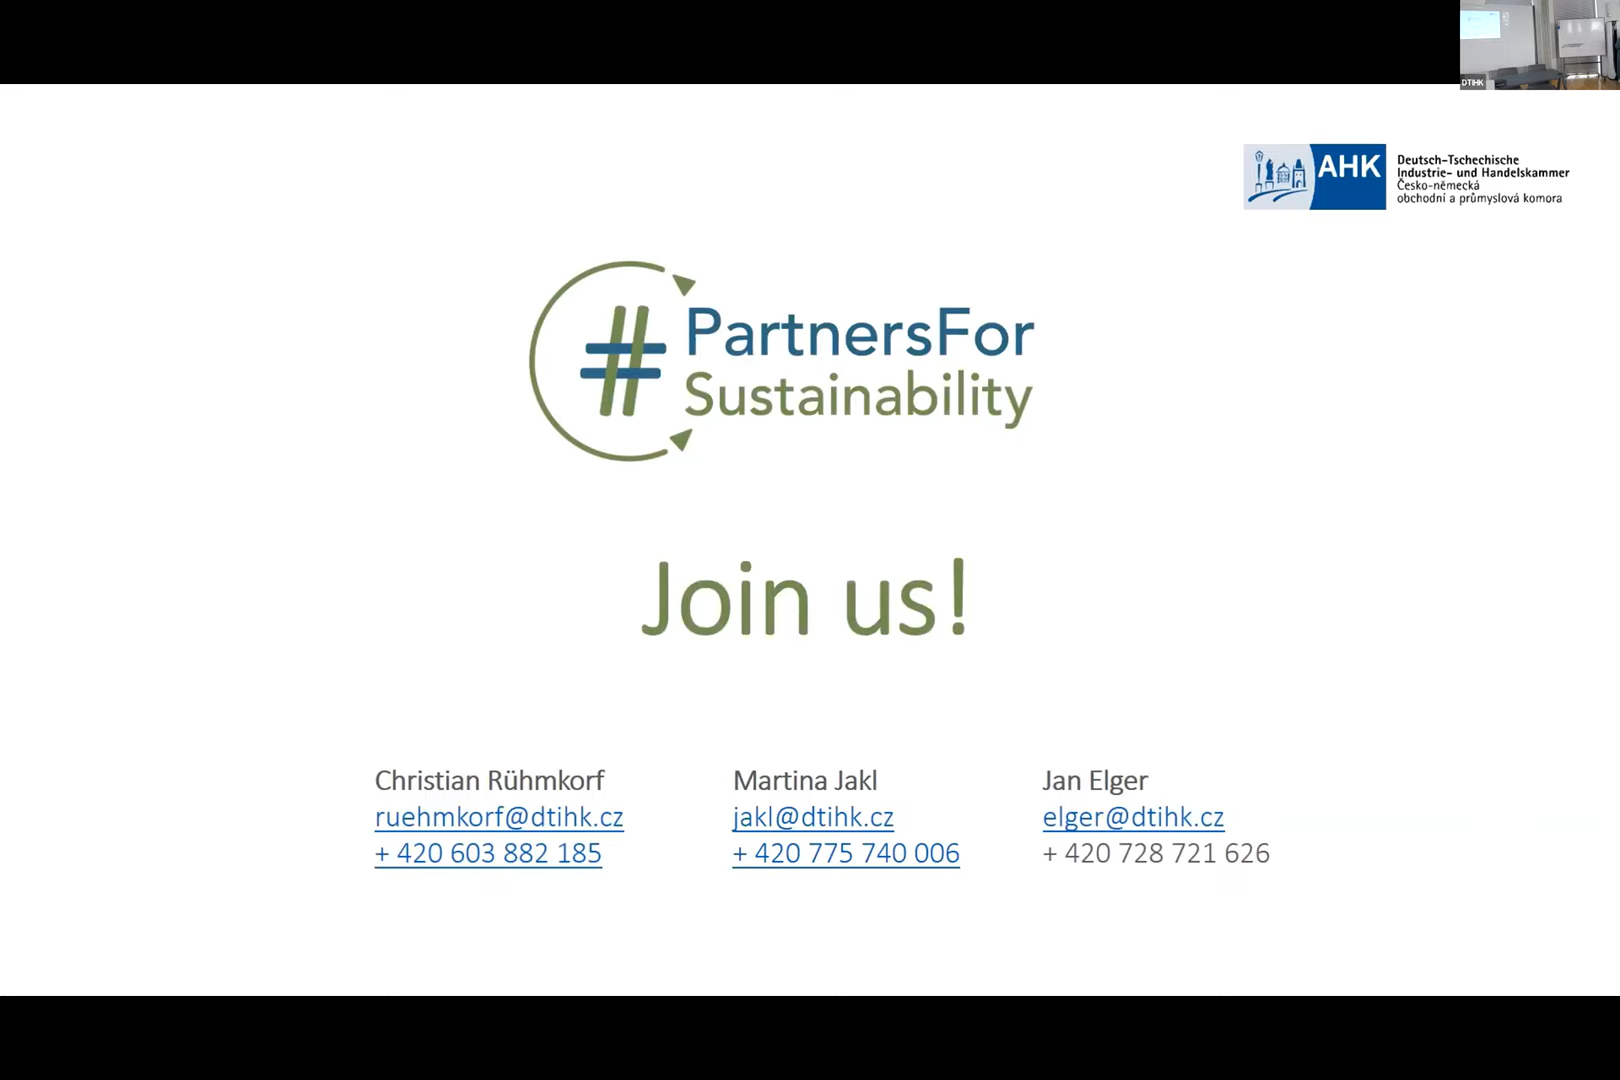 DTIHK
AHK
Deutsch-Tschechische
Industrie- und Handelskammer
Česko-německá
obchodní a průmyslová komora
#PartnersFor
Sustainability
Join us!
Christian Rühmkorf
ruehmkorf@dtihk.cz
+ 420 603 882 185
Martina Jakl
jakl@dtihk.cz
+ 420 775 740 006
Jan Elger
elger@dtihk.cz
+ 420 728 721 626